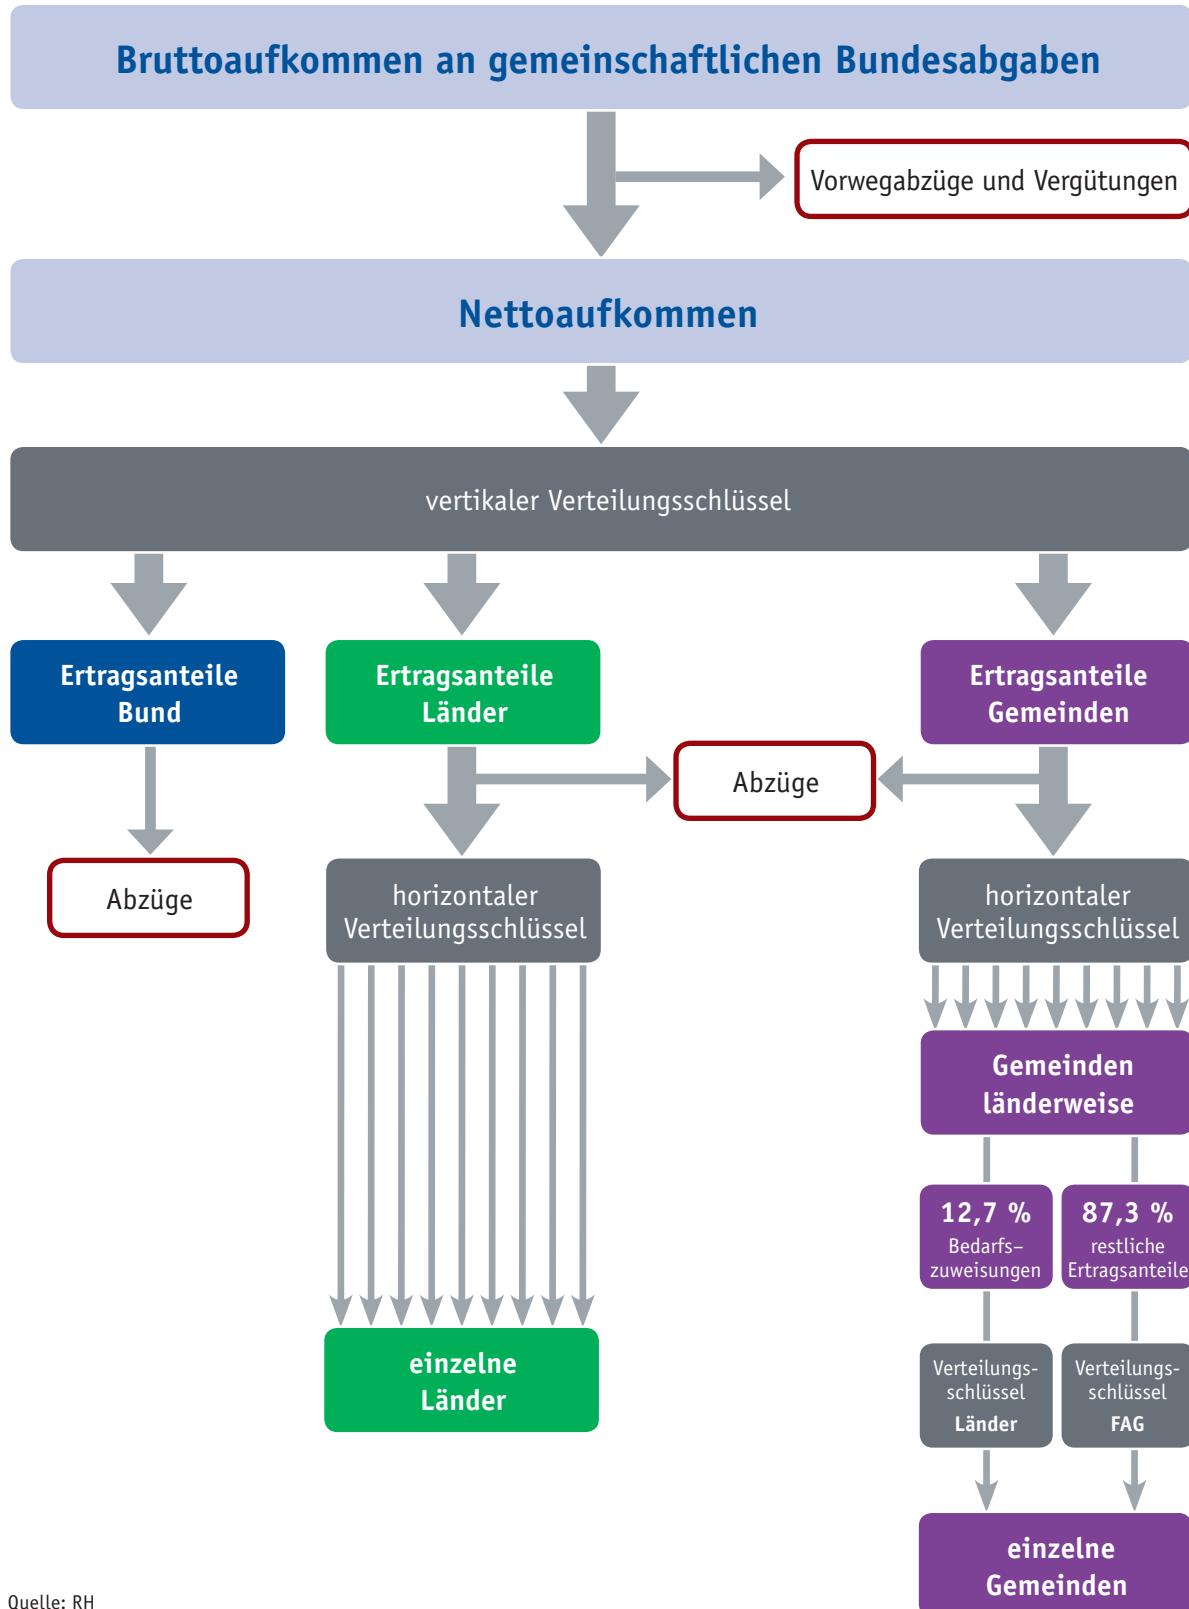 Bruttoaufkommen an gemeinschaftlichen Bundesabgaben
Vorwegabzüge und Vergütungen
Nettoaufkommen
vertikaler Verteilungsschlüssel
Ertragsanteile
Bund
Ertragsanteile
Länder
Ertragsanteile
Gemeinden
Abzüge
Abzüge
horizontaler
Verteilungsschlüssel
horizontaler
Verteilungsschlüssel
Gemeinden
länderweise
12,7 %
Bedarfs–
zuweisungen
87,3 %
restliche
Ertragsanteile
einzelne
Länder
Verteilungs-
schlüssel
Länder
Verteilungs-
schlüssel
FAG
einzelne
Gemeinden
Quelle: RH